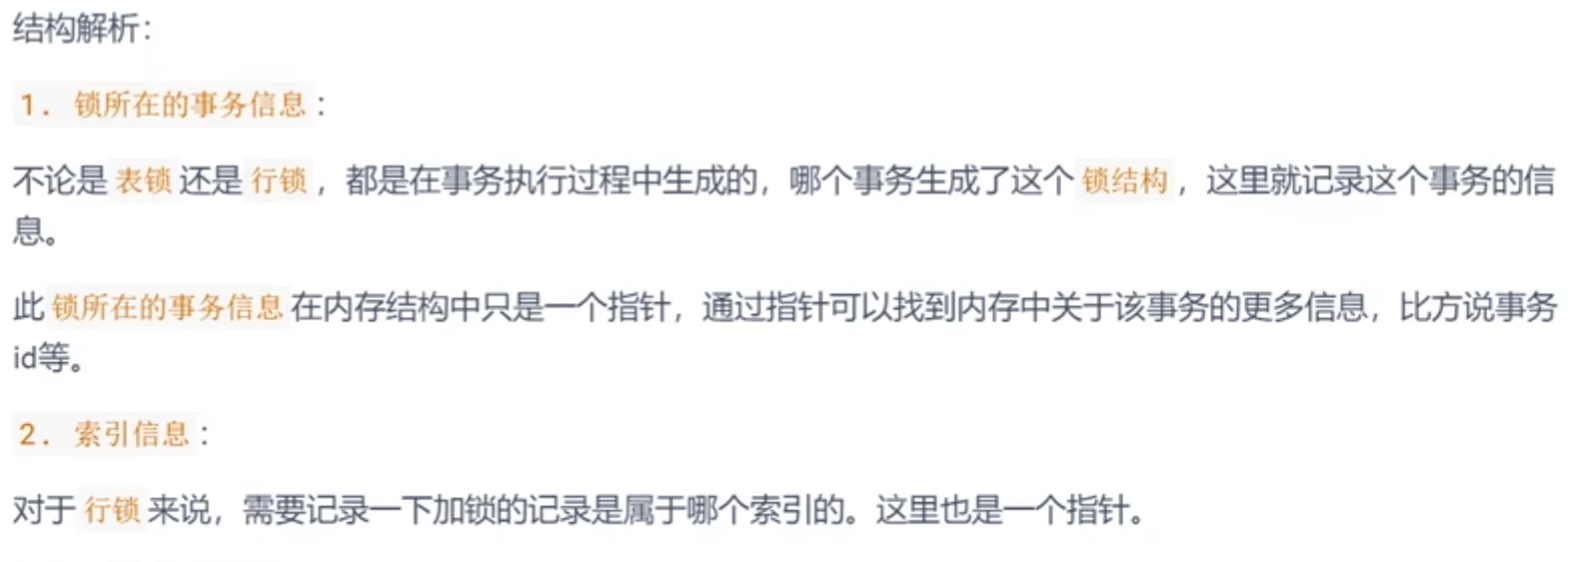 结构解析：
1. 锁所在的事务信息：
不论是 表锁 还是 行锁 ，都是在事务执行过程中生成的，哪个事务生成了这个 锁结构 ，这里就记录这个事务的信
息。
此 锁所在的事务信息 在内存结构中只是一个指针，通过指针可以找到内存中关于该事务的更多信息，比方说事务
id等。
2. 索引信息：
对于 行锁 来说，需要记录一下加锁的记录是属于哪个索引的。这里也是一个指针。